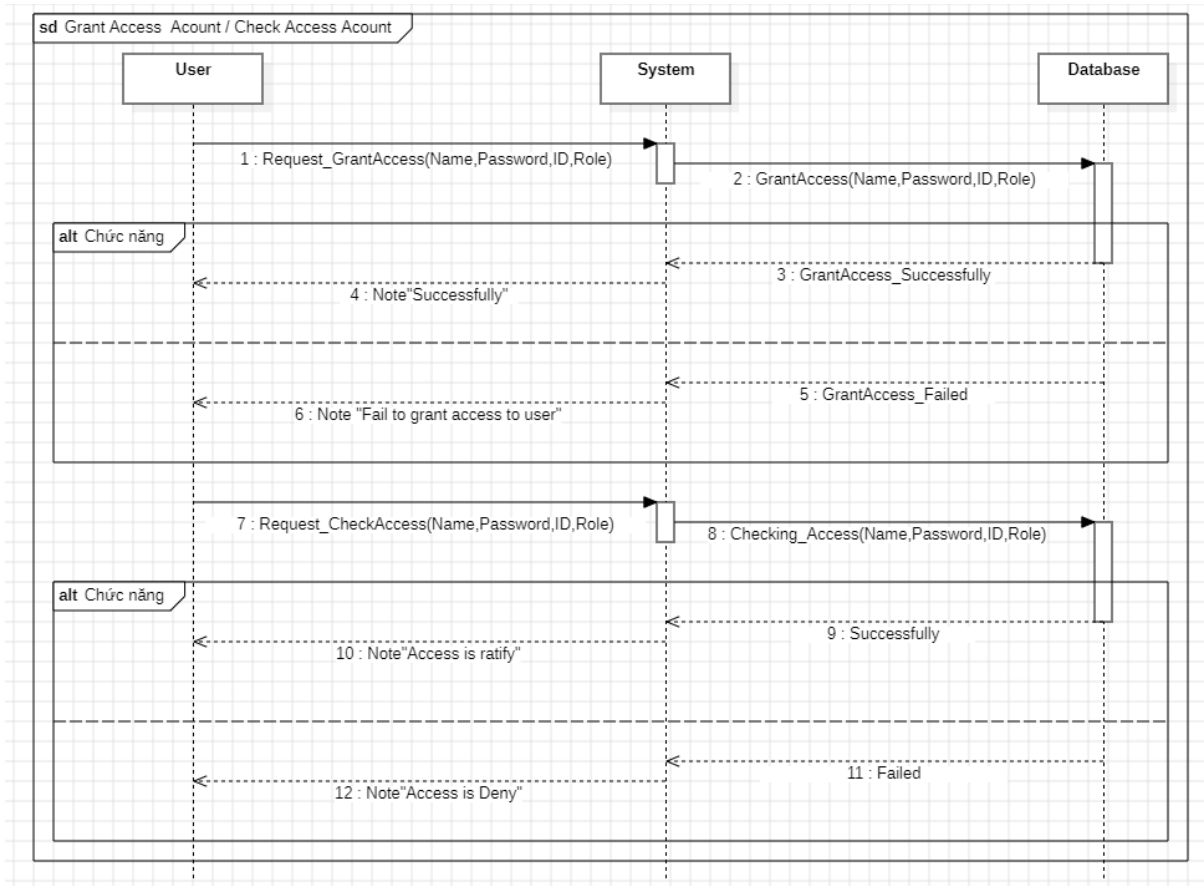 sd Grant Access Acount / Check Access Acount
User
System
Database
1 : Request_GrantAccess(Name,Password,ID,Role)
2 : GrantAccess(Name,Password,ID,Role)
alt Chức năng
3 : GrantAccess_Successfully
4 : Note"Successfully"
5 : GrantAccess_Failed
6 : Note "Fail to grant access to user"
7 : Request_CheckAccess(Name,Password,ID,Role)
8 : Checking_Access(Name,Password,ID,Role)
alt Chức năng
9 : Successfully
10 : Note"Access is ratify"
11 : Failed
12 : Note"Access is Deny"